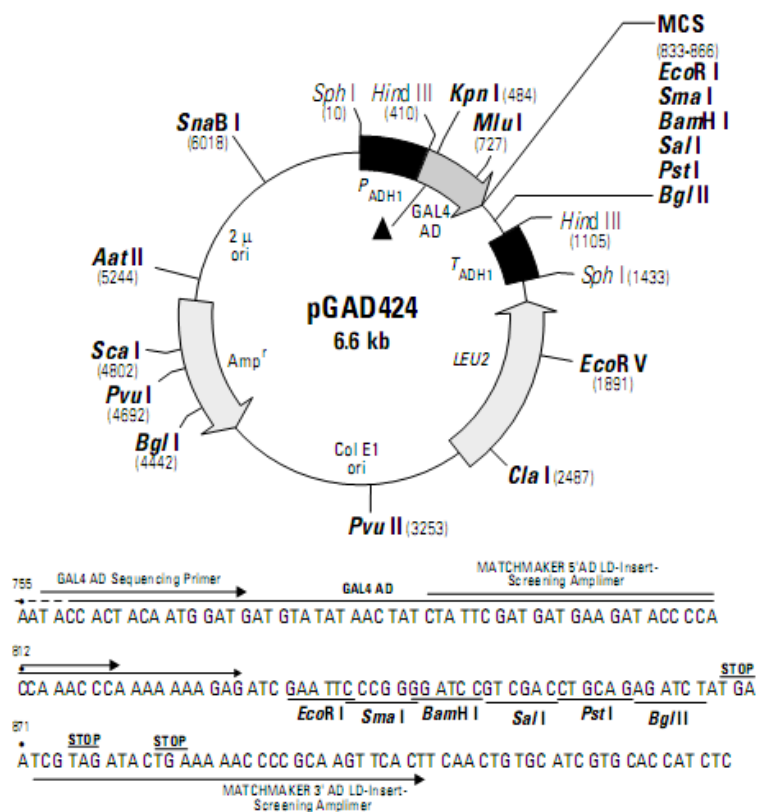 MCS
(833-866)
EcoR I
Sma I
BamH I
Sal I
Pst I
Bgl II
Sph I
(10)
Hind III
(410)
Kpn I (484)
Mlu I
(727)
SnaB I
(6018)
P ADH1
GAL4
AD
Hind III
(1105)
2 μ
ori
T ADH1
Sph I (1433)
Aat II
(5244)
pGAD424
6.6 kb
Sca I
(4802)
Amp r
LEU2
EcoR V
(1891)
Pvu I
(4692)
Bgl I
(4442)
Col E1
ori
Cla I (2487)
Pvu II (3253)
755 GAL4 AD Sequencing Primer GAL4 AD MATCHMAKER 5'AD LD-Insert-
Screening Amplimer
AAT ACC ACT ACA ATG GAT GAT GTA TAT AAC TAT CTA TTC GAT GAT GAA GAT ACC CCA
812
STOP
CCA AAC CCA AAA AAA GAG ATC GAA TTC CCG GGG ATC CGT CGA CCT GCA GAG ATC TAT GA
EcoR I Sma I BamH I Sal I Pst I Bgl II
871 STOP STOP
A TCG TAG ATA CTG AAA AAC CCC GCA AGT TCA CTT CAA CTG TGC ATC GTG CAC CAT CTC
MATCHMAKER 3' AD LD-Insert-
Screening Amplimer